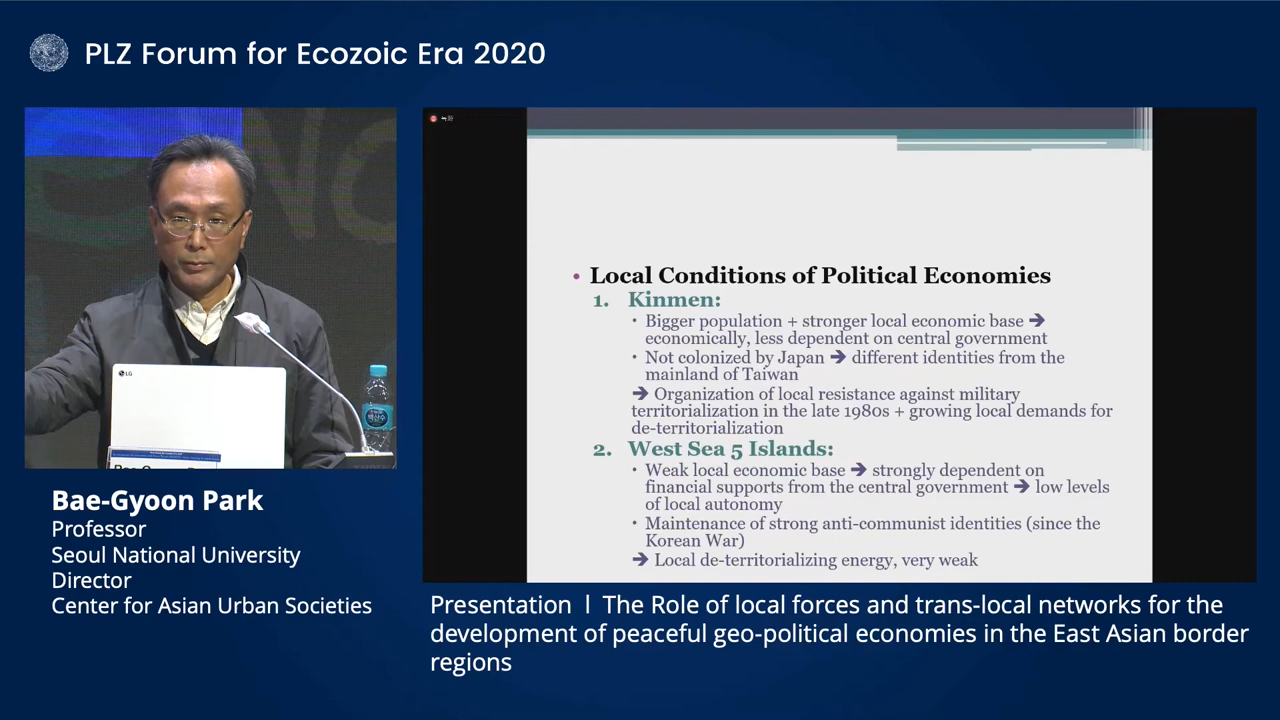 PLZ Forum for Ecozoic Era 2020
LG
백산수
• Local Conditions of Political Economies
1. Kinmen:
• Bigger population + stronger local economic base ➔
economically, less dependent on central government
• Not colonized by Japan ➔ different identities from the
mainland of Taiwan
➔ Organization of local resistance against military
territorialization in the late 1980s + growing local demands for
de-territorialization
2. West Sea 5 Islands:
• Weak local economic base ➔ strongly dependent on
financial supports from the central government ➔ low levels
of local autonomy
• Maintenance of strong anti-communist identities (since the
Korean War)
➔ Local de-territorializing energy, very weak
Bae-Gyoon Park
Professor
Seoul National University
Director
Center for Asian Urban Societies
Presentation l The Role of local forces and trans-local networks for the
development of peaceful geo-political economies in the East Asian border
regions